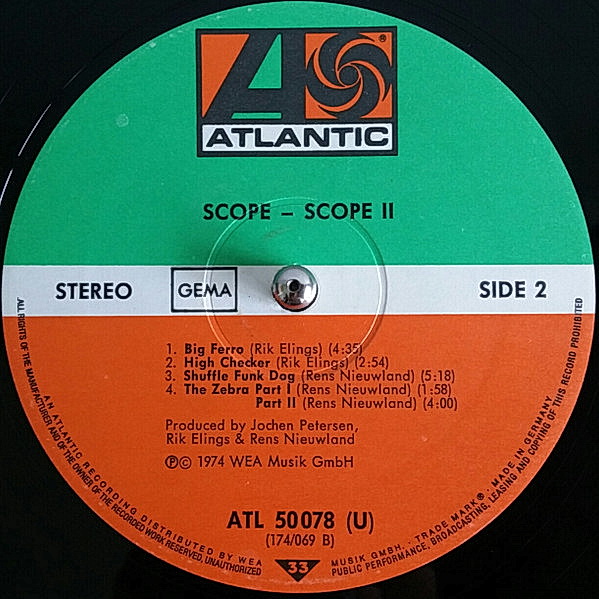 ®
ATLANTIC
SCOPE – SCOPE II
STEREO GEMA SIDE 2
1. Big Ferro (Rik Elings) (4:35)
2. High Checker (Rik Elings) (2:54)
3. Shuffle Funk Dog (Rens Nieuwland) (5:18)
4. The Zebra Part I (Rens Nieuwland) (1:58)
Part II (Rens Nieuwland) (4:00)
Produced by Jochen Petersen,
Rik Elings & Rens Nieuwland
℗© 1974 WEA Musik GmbH
ATL 50078 (U)
(174/069 B)
33
ALL RIGHTS OF THE MANUFACTURER AND OF THE OWNER OF THE RECORDED WORK RESERVED, UNAUTHORIZED PUBLIC PERFORMANCE, BROADCASTING, LEASING AND COPYING OF THIS RECORD PROHIBITED
AN ATLANTIC RECORDING DISTRIBUTED BY WEA MUSIK GMBH. · TRADE MARK® · MADE IN GERMANY